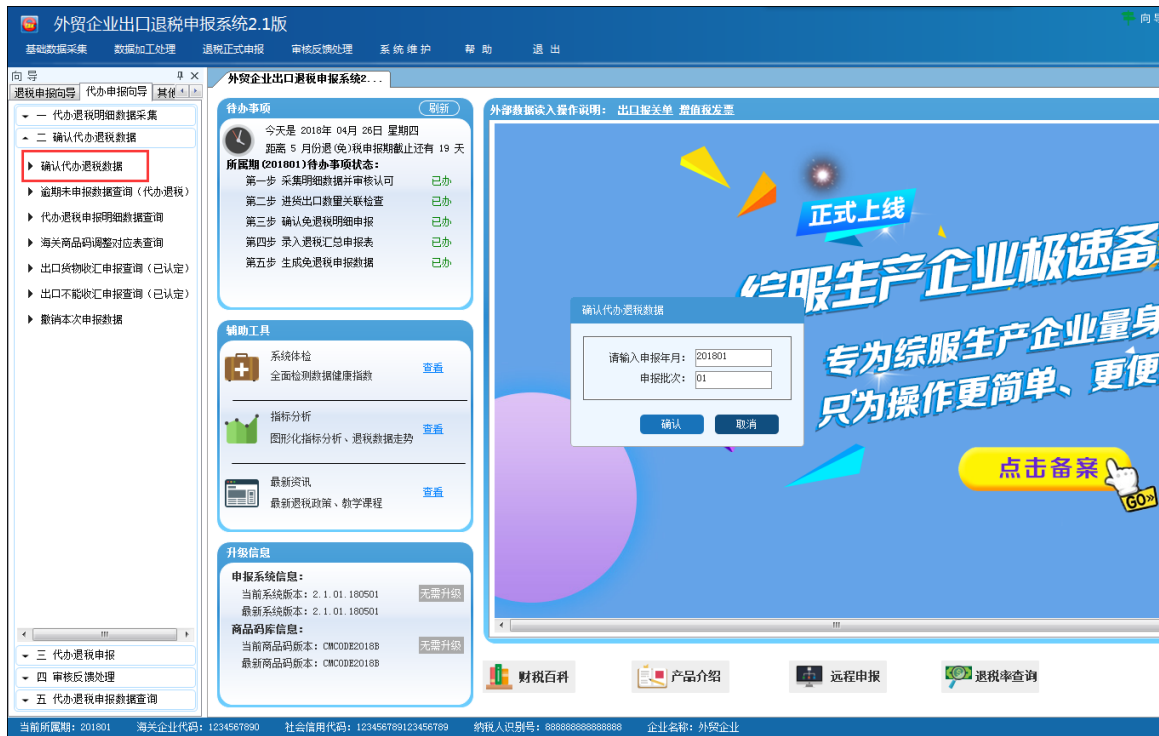 外贸企业出口退税申报系统2.1版
向导
基础数据采集 数据加工处理 退税正式申报 审核反馈处理 系统维护 帮助 退出
向 导
退税申报向导 代办申报向导 其他
一 代办退税明细数据采集
二 确认代办退税数据
确认代办退税数据
逾期未申报数据查询(代办退税)
代办退税申报明细数据查询
海关商品码调整对应表查询
出口货物收汇申报查询(已认定)
出口不能收汇申报查询(已认定)
撤销本次申报数据
三 代办退税申报
四 审核反馈处理
五 代办退税申报数据查询
外贸企业出口退税申报系统2...
待办事项 刷新
今天是 2018年 04月 26日 星期四
距离 5 月份退(免)税申报期截止还有 19 天
所属期(201801)待办事项状态:
第一步 采集明细数据并审核认可 已办
第二步 进货出口数量关联检查 已办
第三步 确认免退税明细申报 已办
第四步 录入退税汇总申报表 已办
第五步 生成免退税申报数据 已办
辅助工具
系统体检
全面检测数据健康指数 查看
指标分析
图形化指标分析、退税数据走势 查看
最新资讯
最新退税政策、教学课程 查看
升级信息
申报系统信息:
当前系统版本: 2.1.01.180501 无需升级
最新系统版本: 2.1.01.180501
商品码库信息:
当前商品码版本: CMCODE2018B 无需升级
最新商品码版本: CMCODE2018B
外部数据读入操作说明: 出口报关单 增值税发票
正式上线
综服生产企业极速备
专为综服生产企业量身
只为操作更简单、更便
点击备案
GO»
确认代办退税数据
请输入申报年月: 201801
申报批次: 01
确认 取消
财税百科 产品介绍 远程申报 退税率查询
当前所属期: 201801 海关企业代码: 1234567890 社会信用代码: 123456789123456789 纳税人识别号: 888888888888888 企业名称: 外贸企业